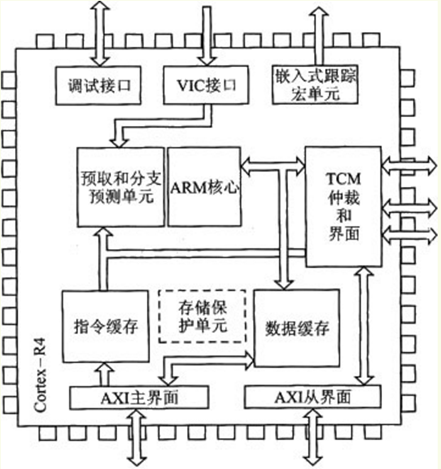 调试接口
VIC接口
嵌入式跟踪
宏单元
预取和分支
预测单元
ARM核心
TCM
仲裁
和
界面
指令缓存
存储保
护单元
数据缓存
Cortex-R4
AXI主界面
AXI从界面